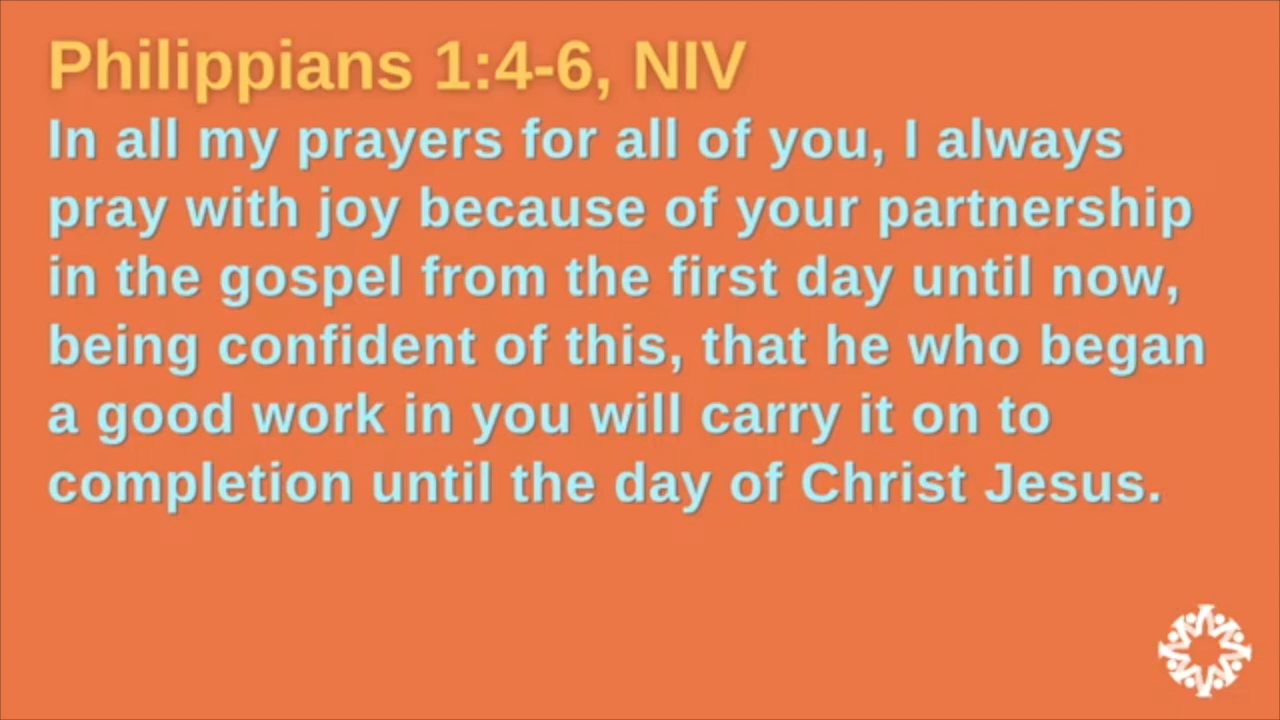 Philippians 1:4-6, NIV
In all my prayers for all of you, I always
pray with joy because of your partnership
in the gospel from the first day until now,
being confident of this, that he who began
a good work in you will carry it on to
completion until the day of Christ Jesus.